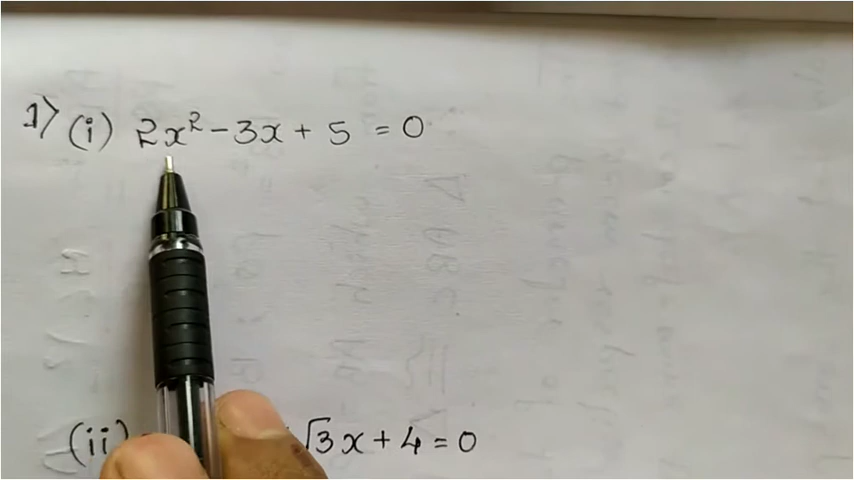 1) (i) 2x² - 3x + 5 = 0
(ii) √3x + 4 = 0